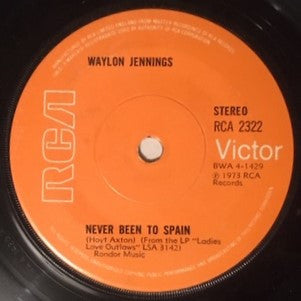 WAYLON JENNINGS
RCA
STEREO
RCA 2322
Victor
BWA 4-1429
℗ 1973 RCA
Records
NEVER BEEN TO SPAIN
(Hoyt Axton) (From the LP "Ladies
Love Outlaws" LSA 3142)
Rondor Music